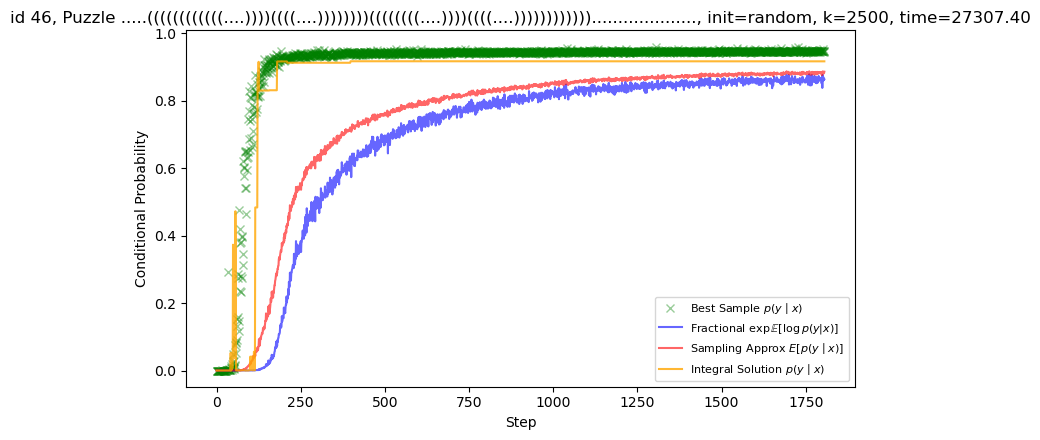 id 46, Puzzle .....((((((((((((....))))((((....))))))))((((((((....))))((((....))))))))))))...................., init=random, k=2500, time=27307.40
1.0
0.8
0.6
0.4
0.2
0.0
Conditional Probability
Best Sample p(y | x)
Fractional exp 𝔼[log p(y|x)]
Sampling Approx E[p(y | x)]
Integral Solution p(y | x)
0
250
500
750
1000
1250
1500
1750
Step